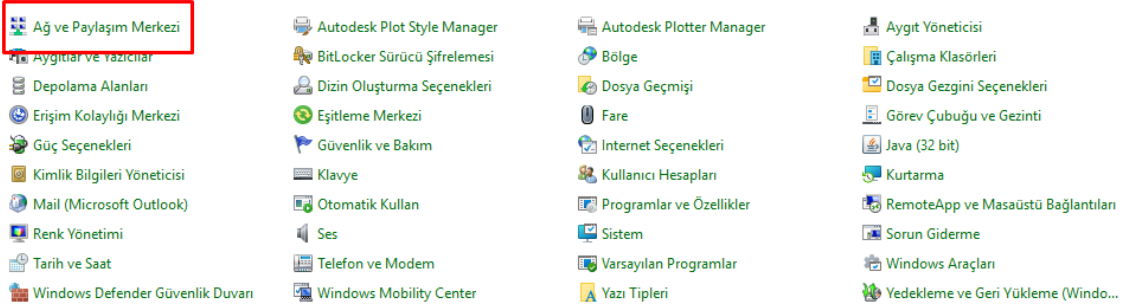 Ağ ve Paylaşım Merkezi
Autodesk Plot Style Manager
Autodesk Plotter Manager
Aygıt Yöneticisi
Aygıtlar ve Yazıcılar
BitLocker Sürücü Şifrelemesi
Bölge
Çalışma Klasörleri
Depolama Alanları
Dizin Oluşturma Seçenekleri
Dosya Geçmişi
Dosya Gezgini Seçenekleri
Erişim Kolaylığı Merkezi
Eşitleme Merkezi
Fare
Görev Çubuğu ve Gezinti
Güç Seçenekleri
Güvenlik ve Bakım
Internet Seçenekleri
Java (32 bit)
Kimlik Bilgileri Yöneticisi
Klavye
Kullanıcı Hesapları
Kurtarma
Mail (Microsoft Outlook)
Otomatik Kullan
Programlar ve Özellikler
RemoteApp ve Masaüstü Bağlantıları
Renk Yönetimi
Ses
Sistem
Sorun Giderme
Tarih ve Saat
Telefon ve Modem
Varsayılan Programlar
Windows Araçları
Windows Defender Güvenlik Duvarı
Windows Mobility Center
Yazı Tipleri
Yedekleme ve Geri Yükleme (Windo...